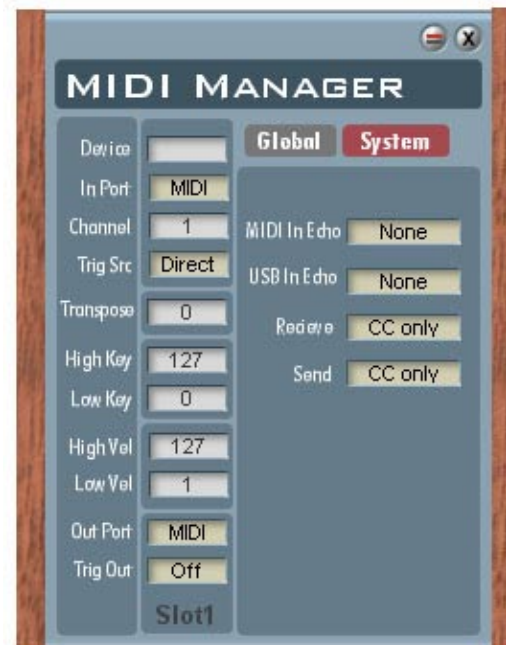 X
MIDI MANAGER
Global System
Device
In Port MIDI
Channel 1
Trig Src Direct
Transpose 0
High Key 127
Low Key 0
High Vel 127
Low Vel 1
Out Port MIDI
Trig Out Off
Slot1
MIDI In Echo None
USB In Echo None
Recieve CC only
Send CC only